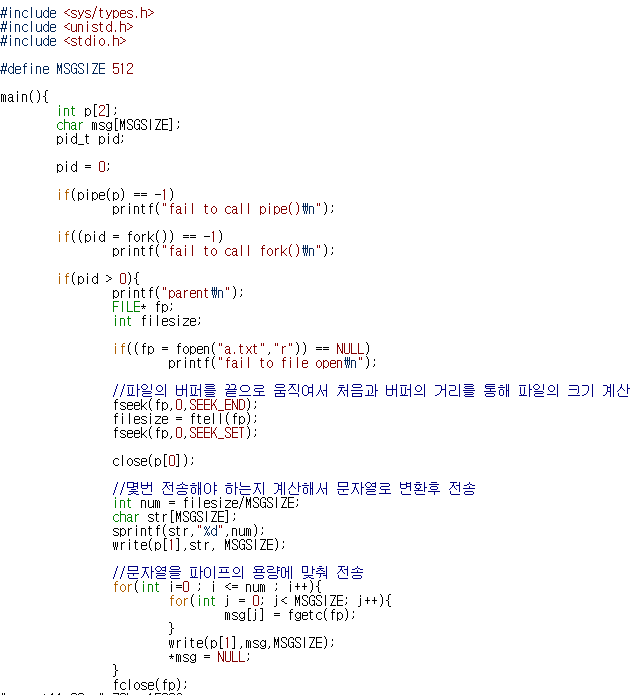 #include <sys/types.h>
#include <unistd.h>
#include <stdio.h>
#define MSGSIZE 512
main(){
int p[2];
char msg[MSGSIZE];
pid_t pid;
pid = 0;
if(pipe(p) == -1)
printf("fail to call pipe()₩n");
if((pid = fork()) == -1)
printf("fail to call fork()₩n");
if(pid > 0){
printf("parent₩n");
FILE* fp;
int filesize;
if((fp = fopen("a.txt","r")) == NULL)
printf("fail to file open₩n");
//파일의 버퍼를 끝으로 움직여서 처음과 버퍼의 거리를 통해 파일의 크기 계산
fseek(fp,0,SEEK_END);
filesize = ftell(fp);
fseek(fp,0,SEEK_SET);
close(p[0]);
//몇번 전송해야 하는지 계산해서 문자열로 변환후 전송
int num = filesize/MSGSIZE;
char str[MSGSIZE];
sprintf(str,"%d",num);
write(p[1],str, MSGSIZE);
//문자열을 파이프의 용량에 맞춰 전송
for(int i=0 ; i <= num ; i++){
for(int j = 0; j< MSGSIZE; j++){
msg[j] = fgetc(fp);
}
write(p[1],msg,MSGSIZE);
*msg = NULL;
}
fclose(fp);